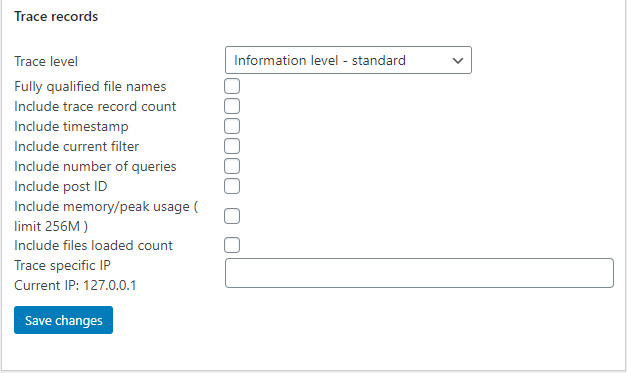 Trace records
Trace level
Information level - standard
Fully qualified file names
Include trace record count
Include timestamp
Include current filter
Include number of queries
Include post ID
Include memory/peak usage (
limit 256M )
Include files loaded count
Trace specific IP
Current IP: 127.0.0.1
Save changes